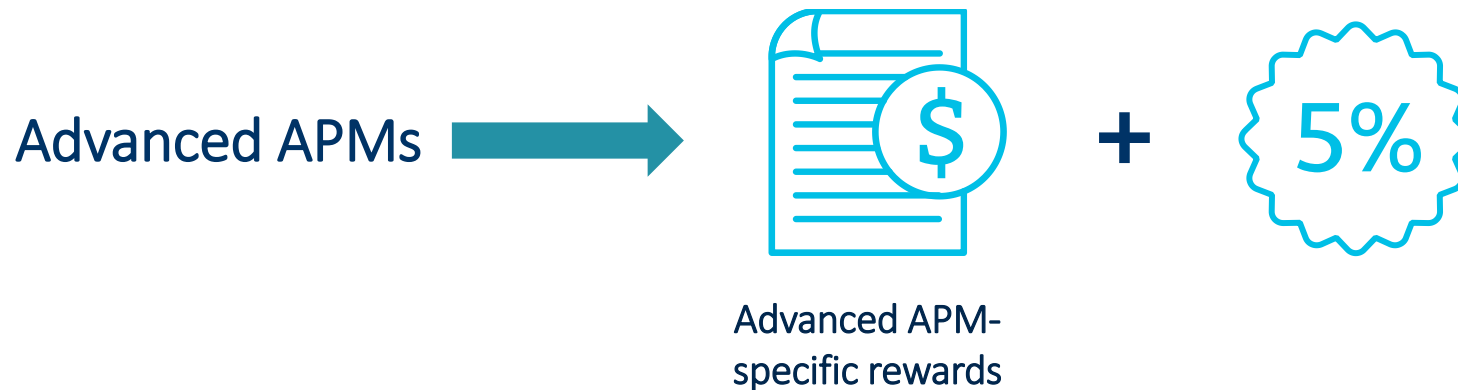 Advanced APMs
$
+
5%
Advanced APM-
specific rewards